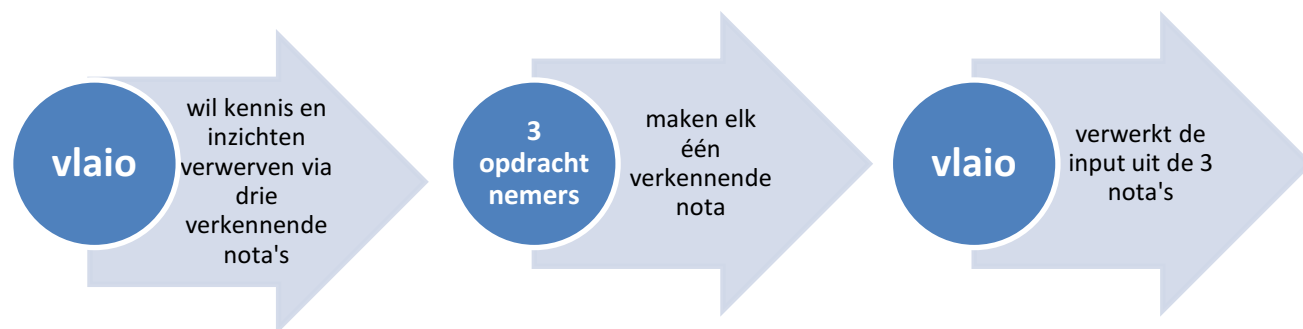 vlaio
wil kennis en
inzichten
verwerven via
drie
verkennende
nota's
3
opdracht
nemers
maken elk
één
verkennende
nota
vlaio
verwerkt de
input uit de 3
nota's